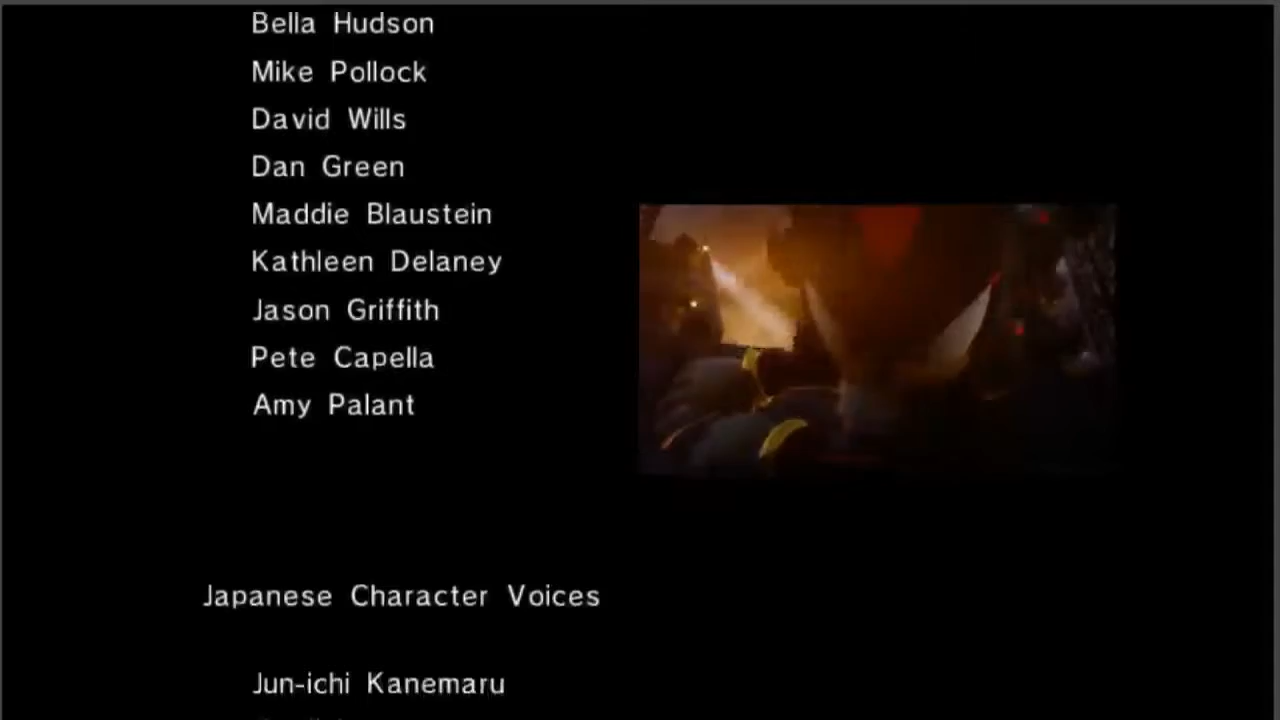 Bella Hudson
Mike Pollock
David Wills
Dan Green
Maddie Blaustein
Kathleen Delaney
Jason Griffith
Pete Capella
Amy Palant
Japanese Character Voices
Jun-ichi Kanemaru